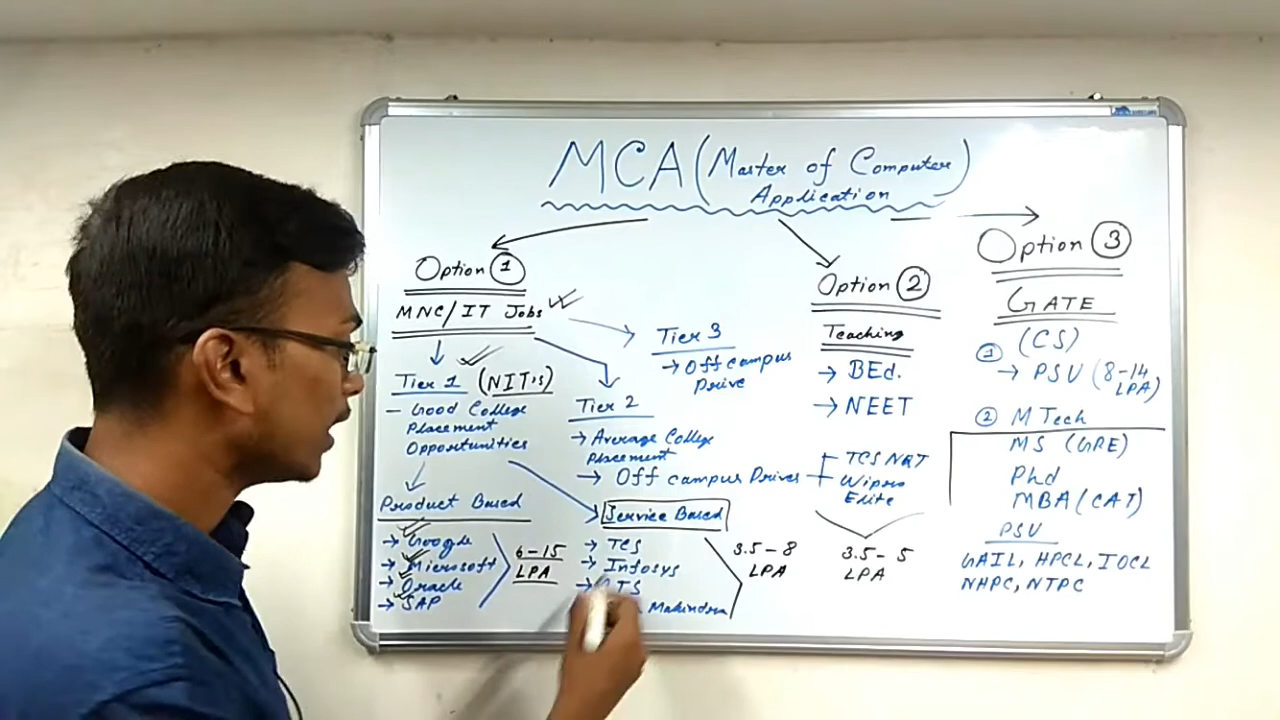 MCA (Master of Computer
Application)
Option 1
MNC/IT Jobs
Tier 1 (NIT's)
- Good College
Placement
Opportunities
Product Based
→ Google
→ Microsoft
→ Oracle
→ SAP
6-15
LPA
Tier 3
→ Off campus
Drive
Tier 2
→ Average College
Placement
→ Off campus Drives
TCS NQT
Wipro
Elite
3.5 - 5
LPA
Service Based
→ TCS
→ Infosys
Mahindra
3.5 - 8
LPA
Option 2
Teaching
→ BEd.
→ NEET
Option 3
GATE
(CS)
1 → PSU (8-14
LPA)
2 M Tech
MS (GRE)
Phd
MBA (CAT)
PSU
GAIL, HPCL, IOCL
NHPC, NTPC